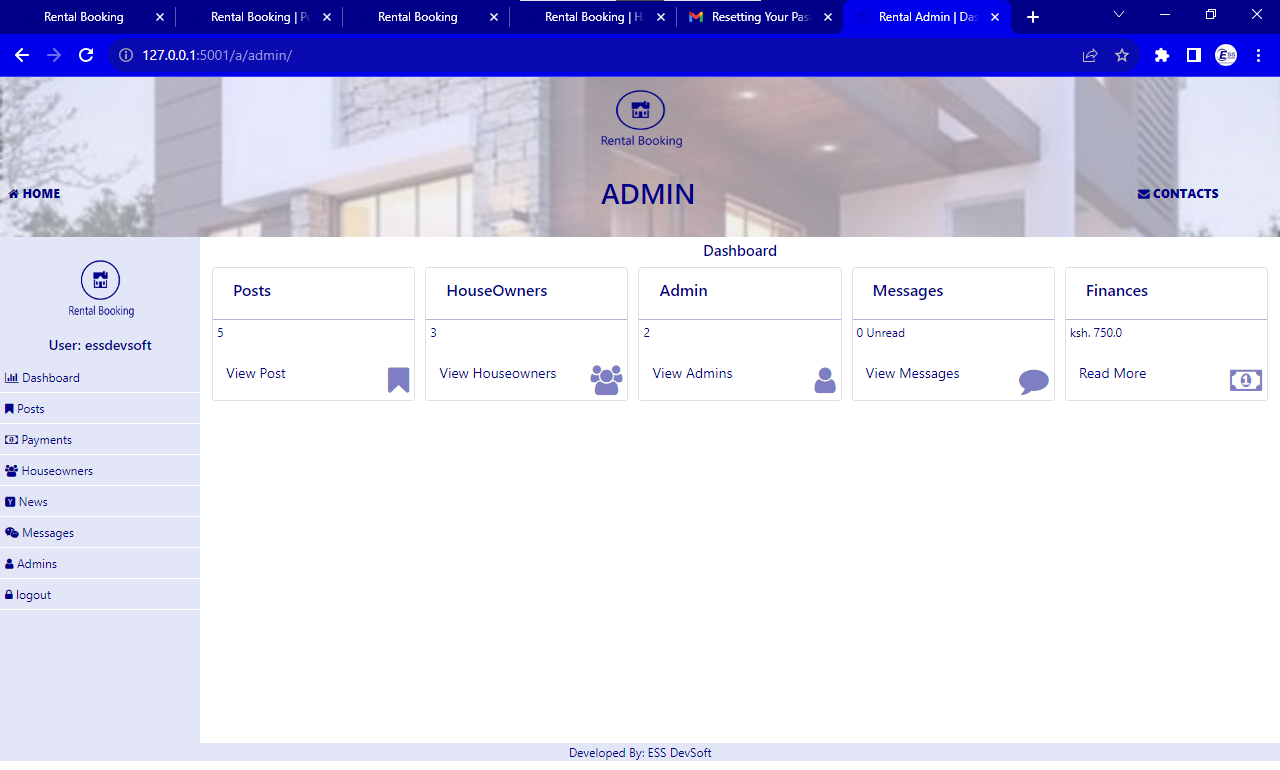 Rental Booking
Rental Booking | Po
Rental Booking
Rental Booking | H
Resetting Your Pas
Rental Admin | Das
127.0.0.1:5001/a/admin/
Rental Booking
HOME
ADMIN
CONTACTS
Rental Booking
User: essdevsoft
Dashboard
Posts
Payments
Houseowners
News
Messages
Admins
logout
Dashboard
Posts
5
View Post
HouseOwners
3
View Houseowners
Admin
2
View Admins
Messages
0 Unread
View Messages
Finances
ksh. 750.0
Read More
Developed By: ESS DevSoft